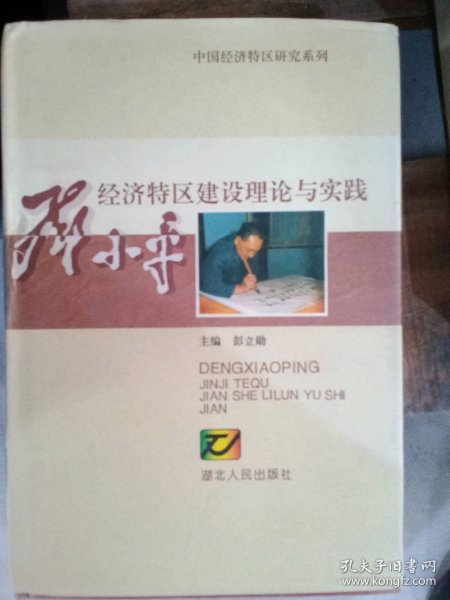 中国经济特区研究系列
邓小平
经济特区建设理论与实践
主编 彭立勋
DENGXIAOPING
JINJI TEQU
JIAN SHE LILUN YU SHI
JIAN
湖北人民出版社
孔夫子旧书网
www.kongfz.com